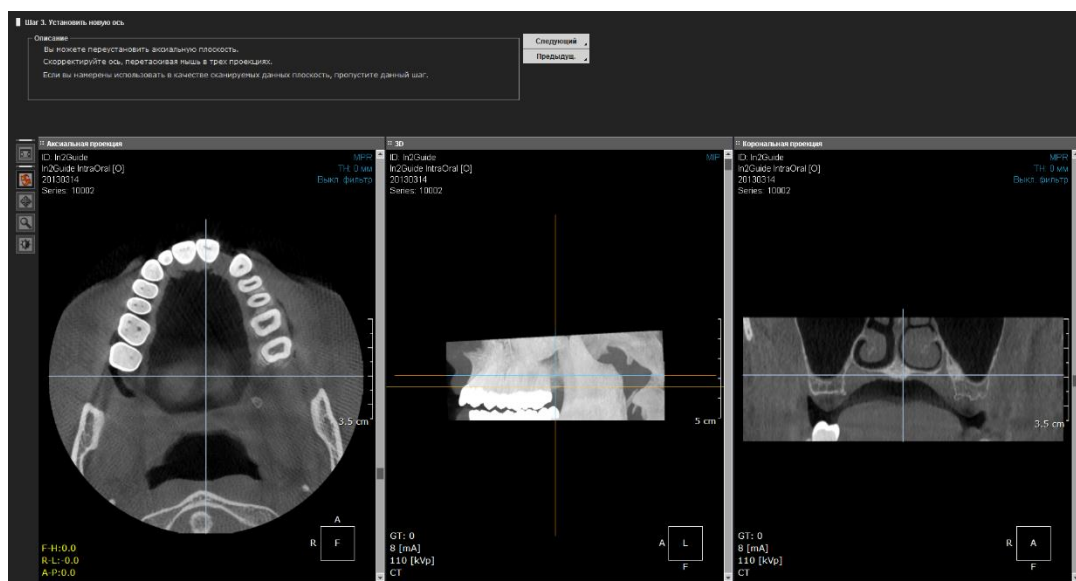 Шаг 3. Установить новую ось
Описание
Вы можете переустановить аксиальную плоскость.
Скорректируйте ось, перетаскивая мышь в трех проекциях.
Если вы намерены использовать в качестве сканируемых данных плоскость, пропустите данный шаг.
Следующий
Предыдущ.
Аксиальная проекция
ID: In2Guide
In2Guide IntraOral [O]
20130314
Series: 10002
MPR
TH: 0 мм
Выкл. фильтр
3.5 cm
F-H:0.0
R-L:-0.0
A-P:0.0
A
R
F
3D
ID: In2Guide
In2Guide IntraOral [O]
20130314
Series: 10002
MIP
5 cm
GT: 0
8 [mA]
110 [kVp]
CT
A
L
F
Корональная проекция
ID: In2Guide
In2Guide IntraOral [O]
20130314
Series: 10002
MPR
TH: 0 мм
Выкл. фильтр
3.5 cm
GT: 0
8 [mA]
110 [kVp]
CT
R
A
F